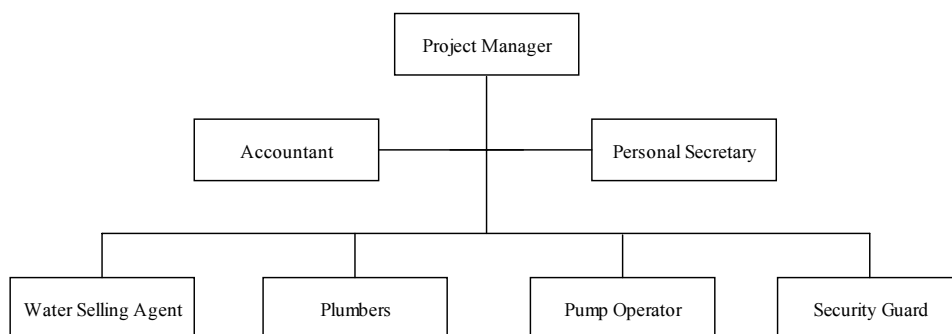 Project Manager
Accountant
Personal Secretary
Water Selling Agent
Plumbers
Pump Operator
Security Guard